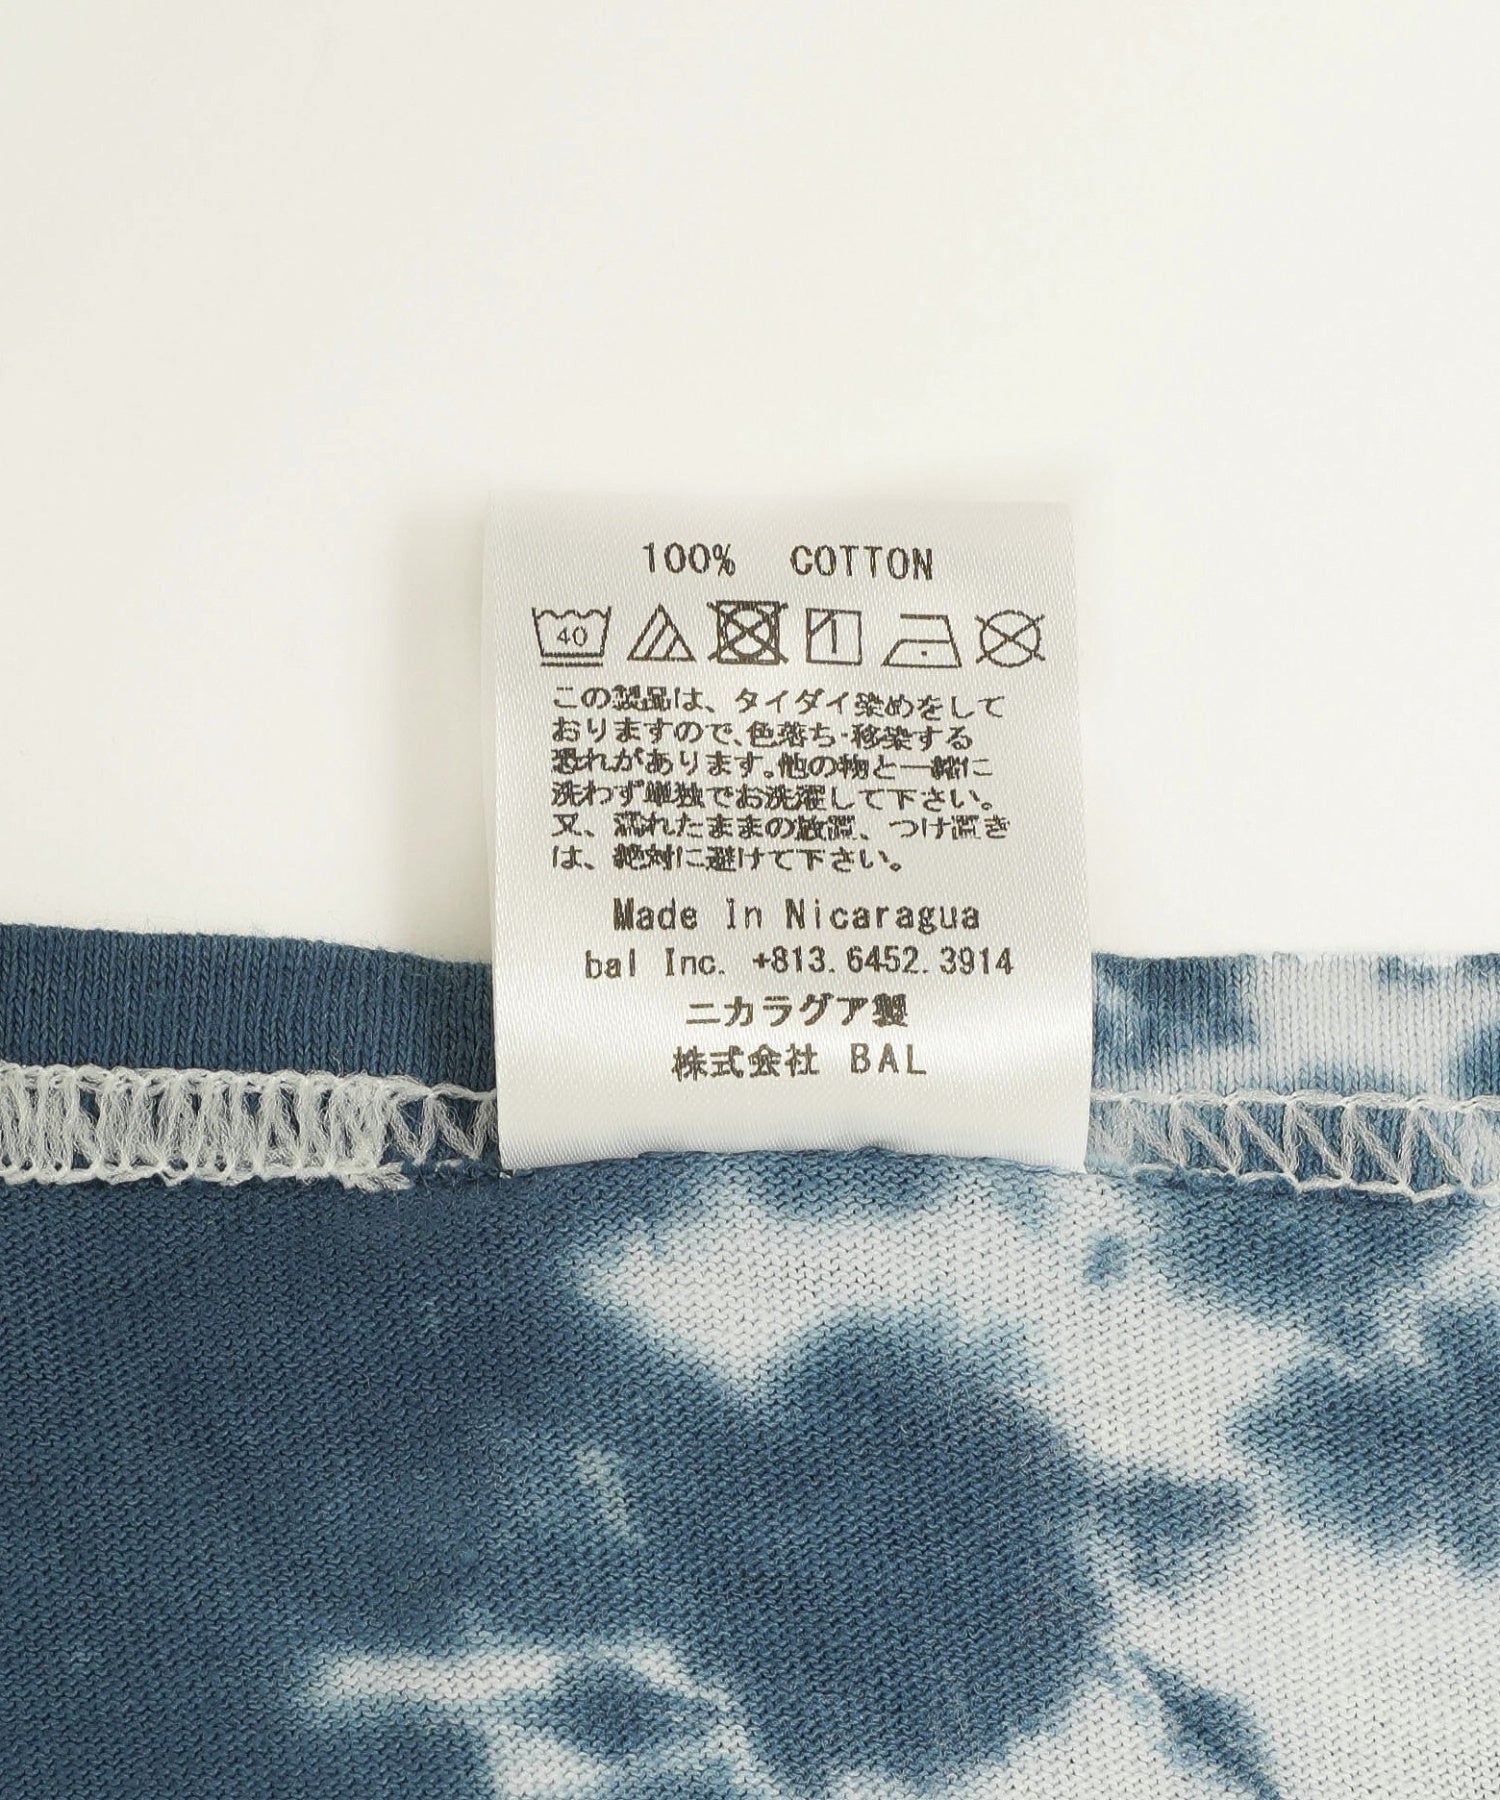 100% COTTON
40
この製品は、タイダイ染めをして
おりますので、色落ち・移染する
恐れがあります。他の物と一緒に
洗わず単独でお洗濯して下さい。
又、濡れたままの放置、つけ置き
は、絶対に避けて下さい。
Made In Nicaragua
bal Inc. +813.6452.3914
ニカラグア製
株式会社 BAL